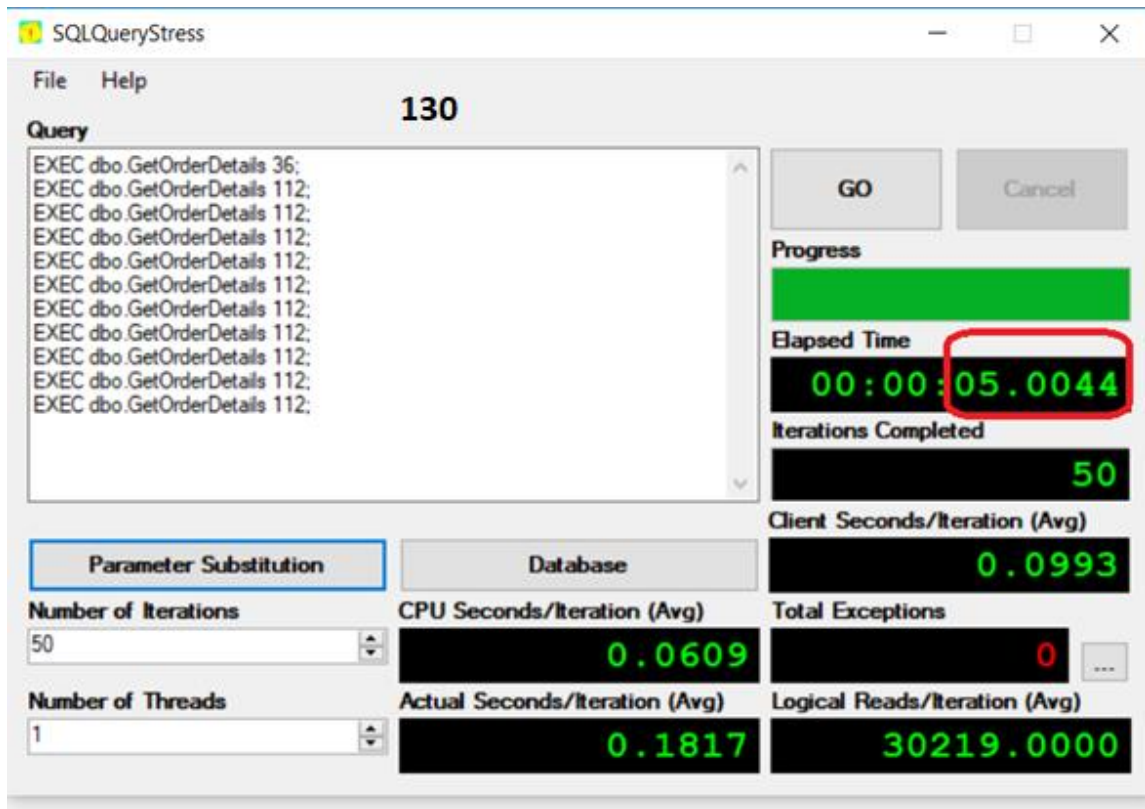 SQLQueryStress
File Help
130
Query
EXEC dbo.GetOrderDetails 36;
EXEC dbo.GetOrderDetails 112;
EXEC dbo.GetOrderDetails 112;
EXEC dbo.GetOrderDetails 112;
EXEC dbo.GetOrderDetails 112;
EXEC dbo.GetOrderDetails 112;
EXEC dbo.GetOrderDetails 112;
EXEC dbo.GetOrderDetails 112;
EXEC dbo.GetOrderDetails 112;
EXEC dbo.GetOrderDetails 112;
EXEC dbo.GetOrderDetails 112;
GO Cancel
Progress
Elapsed Time
00:00:05.0044
Iterations Completed
50
Client Seconds/Iteration (Avg)
0.0993
Parameter Substitution Database
Number of Iterations CPU Seconds/Iteration (Avg) Total Exceptions
50 0.0609 0 ...
Number of Threads Actual Seconds/Iteration (Avg) Logical Reads/Iteration (Avg)
1 0.1817 30219.0000